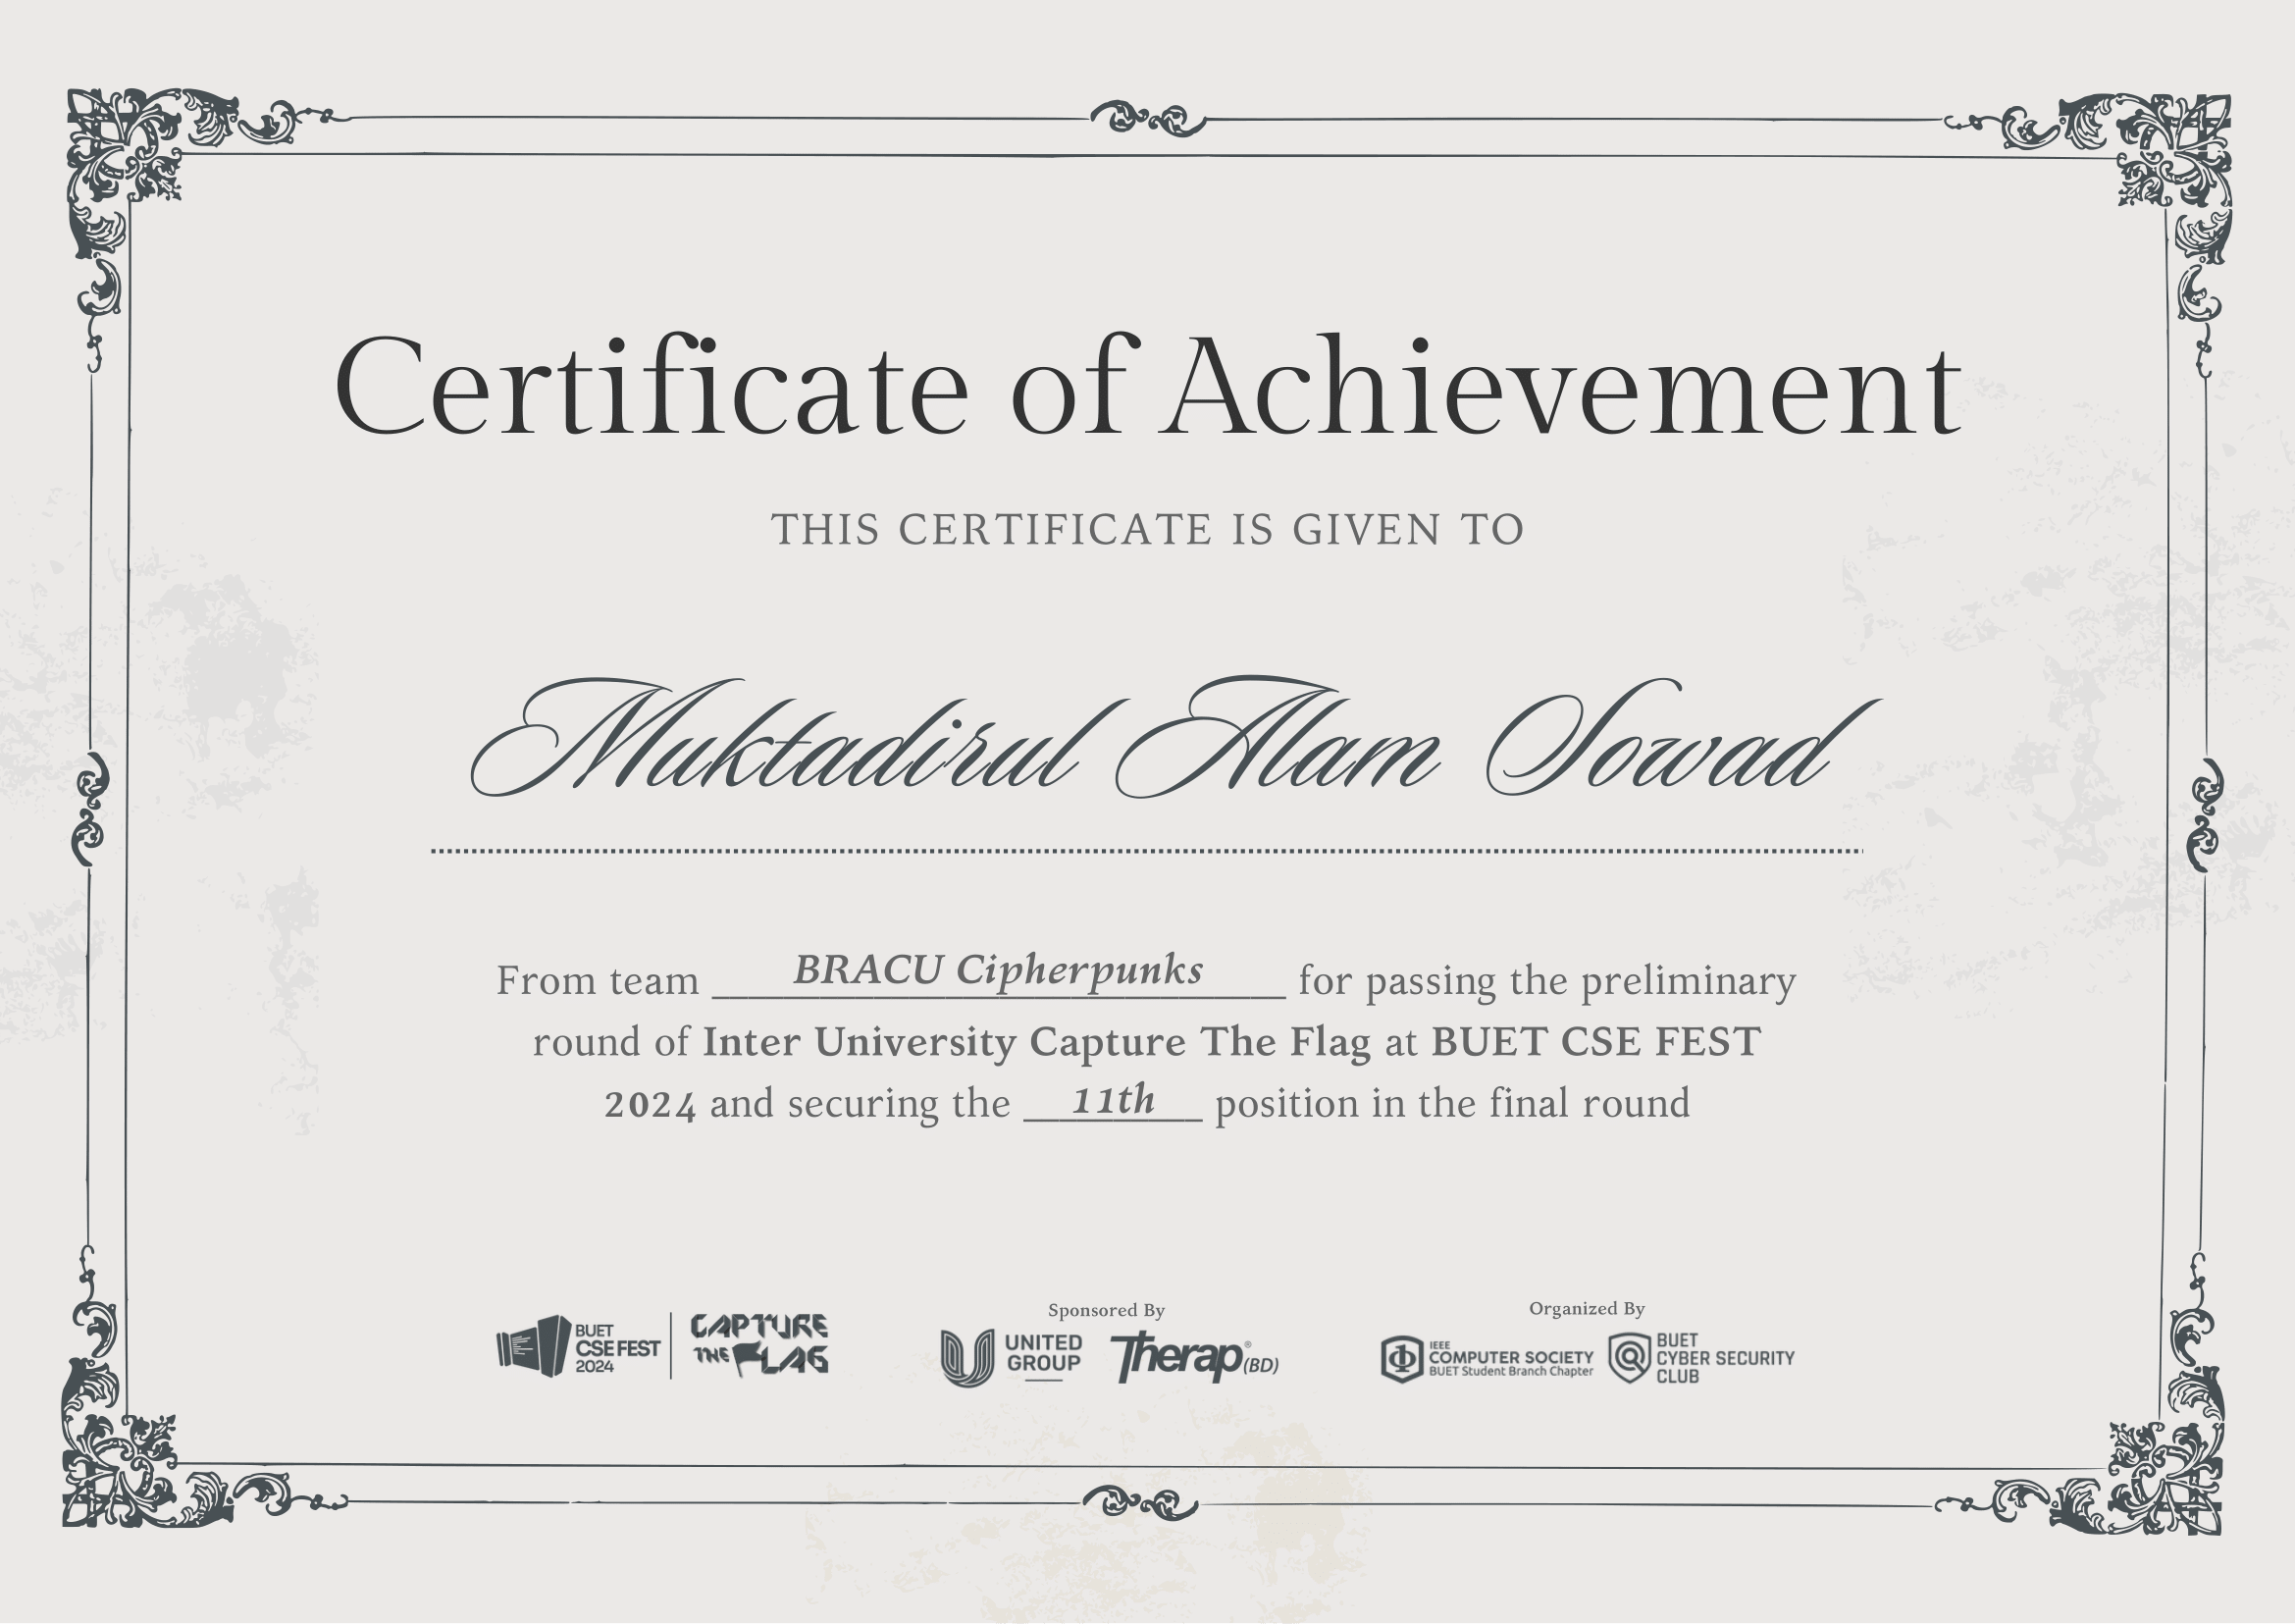 Certificate of Achievement
THIS CERTIFICATE IS GIVEN TO
Muktadirul Alam Sowad
From team BRACU Cipherpunks for passing the preliminary
round of Inter University Capture The Flag at BUET CSE FEST
2024 and securing the 11th position in the final round
BUET
CSE FEST
2024
CAPTURE
THE FLAG
Sponsored By
UNITED
GROUP
Therap(BD)®
Organized By
IEEE
COMPUTER SOCIETY
BUET Student Branch Chapter
BUET
CYBER SECURITY
CLUB